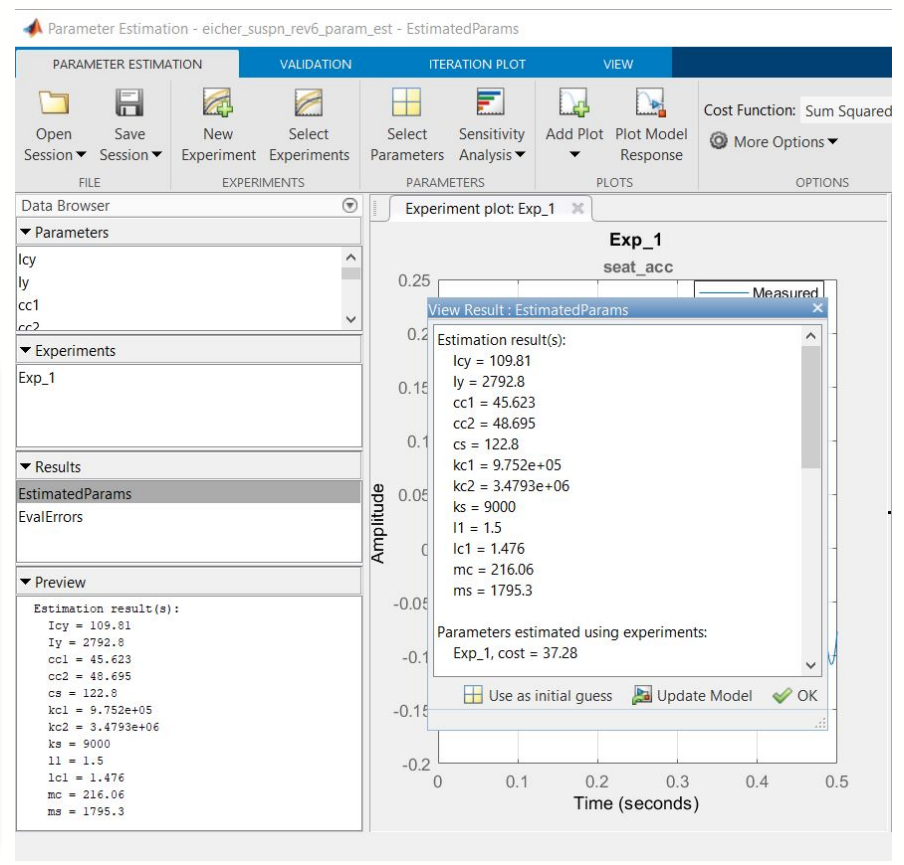 Parameter Estimation - eicher_suspn_rev6_param_est - EstimatedParams
PARAMETER ESTIMATION VALIDATION ITERATION PLOT VIEW
Open Session Save Session New Experiment Select Experiments Select Parameters Sensitivity Analysis Add Plot Plot Model Response Cost Function: Sum Squared
More Options
FILE EXPERIMENTS PARAMETERS PLOTS OPTIONS
Data Browser
Parameters
Icy
Iy
cc1
cc2
Experiments
Exp_1
Results
EstimatedParams
EvalErrors
Preview
Estimation result(s):
Icy = 109.81
Iy = 2792.8
cc1 = 45.623
cc2 = 48.695
cs = 122.8
kc1 = 9.752e+05
kc2 = 3.4793e+06
ks = 9000
l1 = 1.5
lc1 = 1.476
mc = 216.06
ms = 1795.3
Experiment plot: Exp_1
Exp_1
seat_acc
Measured
Amplitude
0.25
0.2
0.15
0.1
0.05
0
-0.05
-0.1
-0.15
-0.2
0 0.1 0.2 0.3 0.4 0.5
Time (seconds)
View Result : EstimatedParams
Estimation result(s):
Icy = 109.81
Iy = 2792.8
cc1 = 45.623
cc2 = 48.695
cs = 122.8
kc1 = 9.752e+05
kc2 = 3.4793e+06
ks = 9000
l1 = 1.5
lc1 = 1.476
mc = 216.06
ms = 1795.3
Parameters estimated using experiments:
Exp_1, cost = 37.28
Use as initial guess Update Model OK